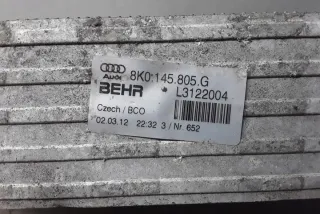 Audi 8K0.145.805.G
BEHR L3122004
Czech / BCO
02.03.12 22:32 3 / Nr. 652